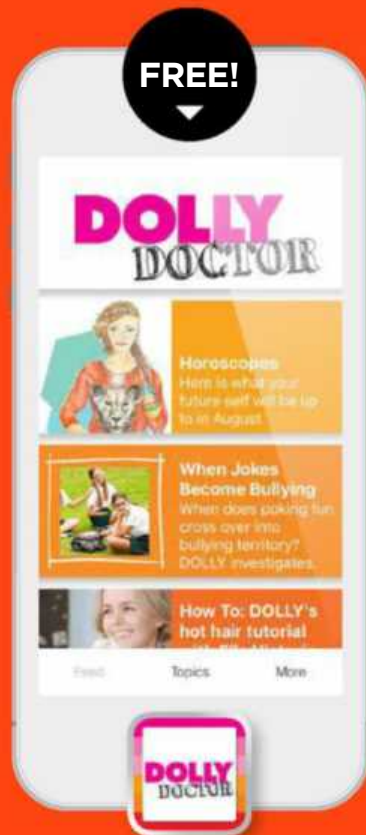 FREE!
DOLLY
DOCTOR
Horoscopes
Here is what your
future self will be up
to in August.
When Jokes
Become Bullying
When does poking fun
cross over into
bullying territory?
DOLLY investigates.
How To: DOLLY's
hot hair tutorial
Feed Topics More
DOLLY
DOCTOR